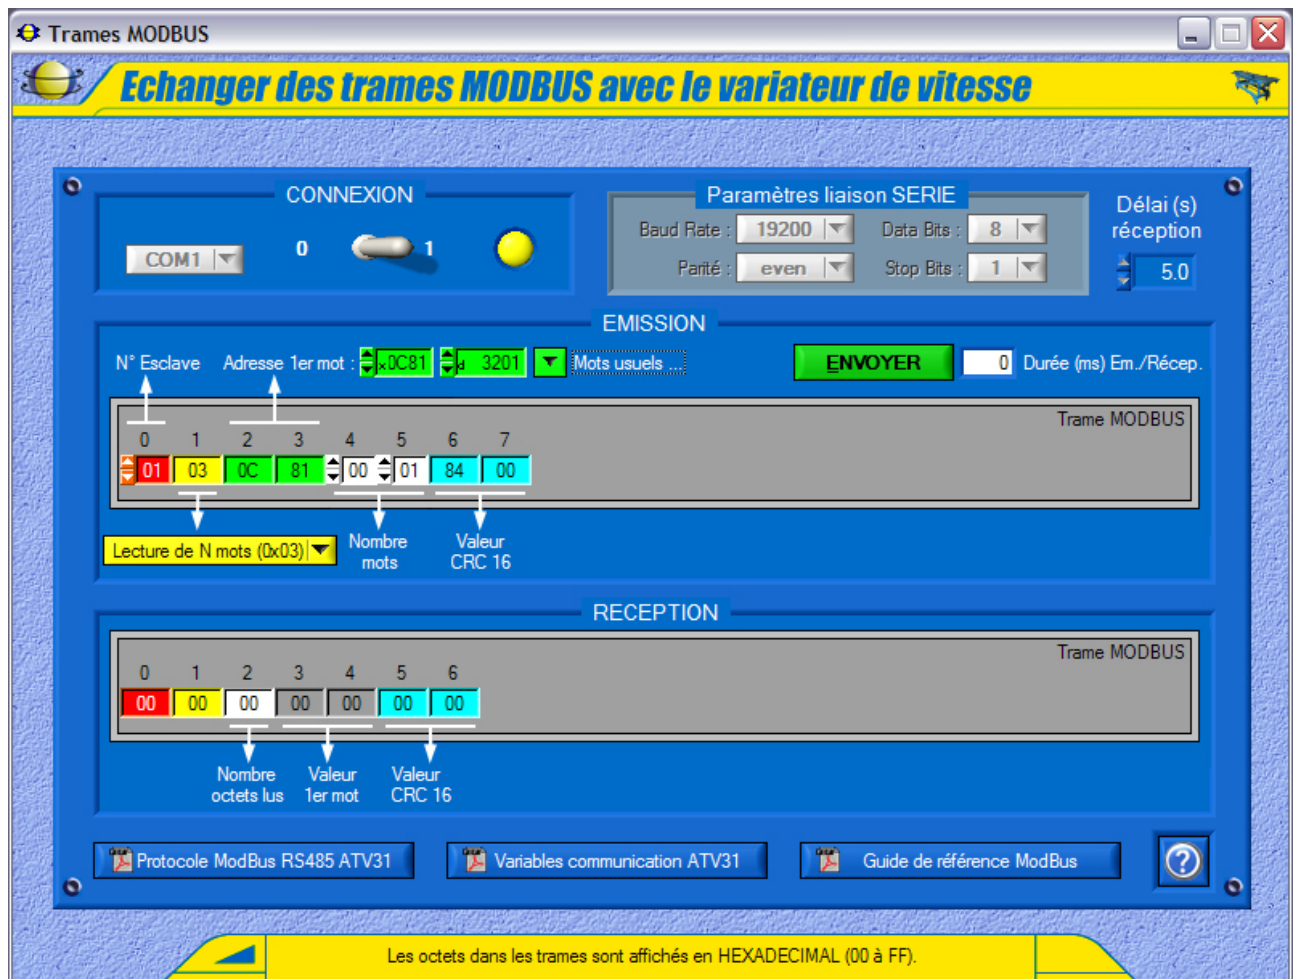 Trames MODBUS
Echanger des trames MODBUS avec le variateur de vitesse
CONNEXION
COM1
0
1
Paramètres liaison SERIE
Baud Rate : 19200 Data Bits : 8
Parité : even Stop Bits : 1
Délai (s)
réception
5.0
EMISSION
N° Esclave Adresse 1er mot : x0C81 d 3201 Mots usuels ... ENVOYER 0 Durée (ms) Em./Récep.
Trame MODBUS
0 1 2 3 4 5 6 7
01 03 0C 81 00 01 84 00
Lecture de N mots (0x03)
Nombre
mots
Valeur
CRC 16
RECEPTION
Trame MODBUS
0 1 2 3 4 5 6
00 00 00 00 00 00 00
Nombre
octets lus
Valeur
1er mot
Valeur
CRC 16
Protocole ModBus RS485 ATV31
Variables communication ATV31
Guide de référence ModBus
?
Les octets dans les trames sont affichés en HEXADECIMAL (00 à FF).